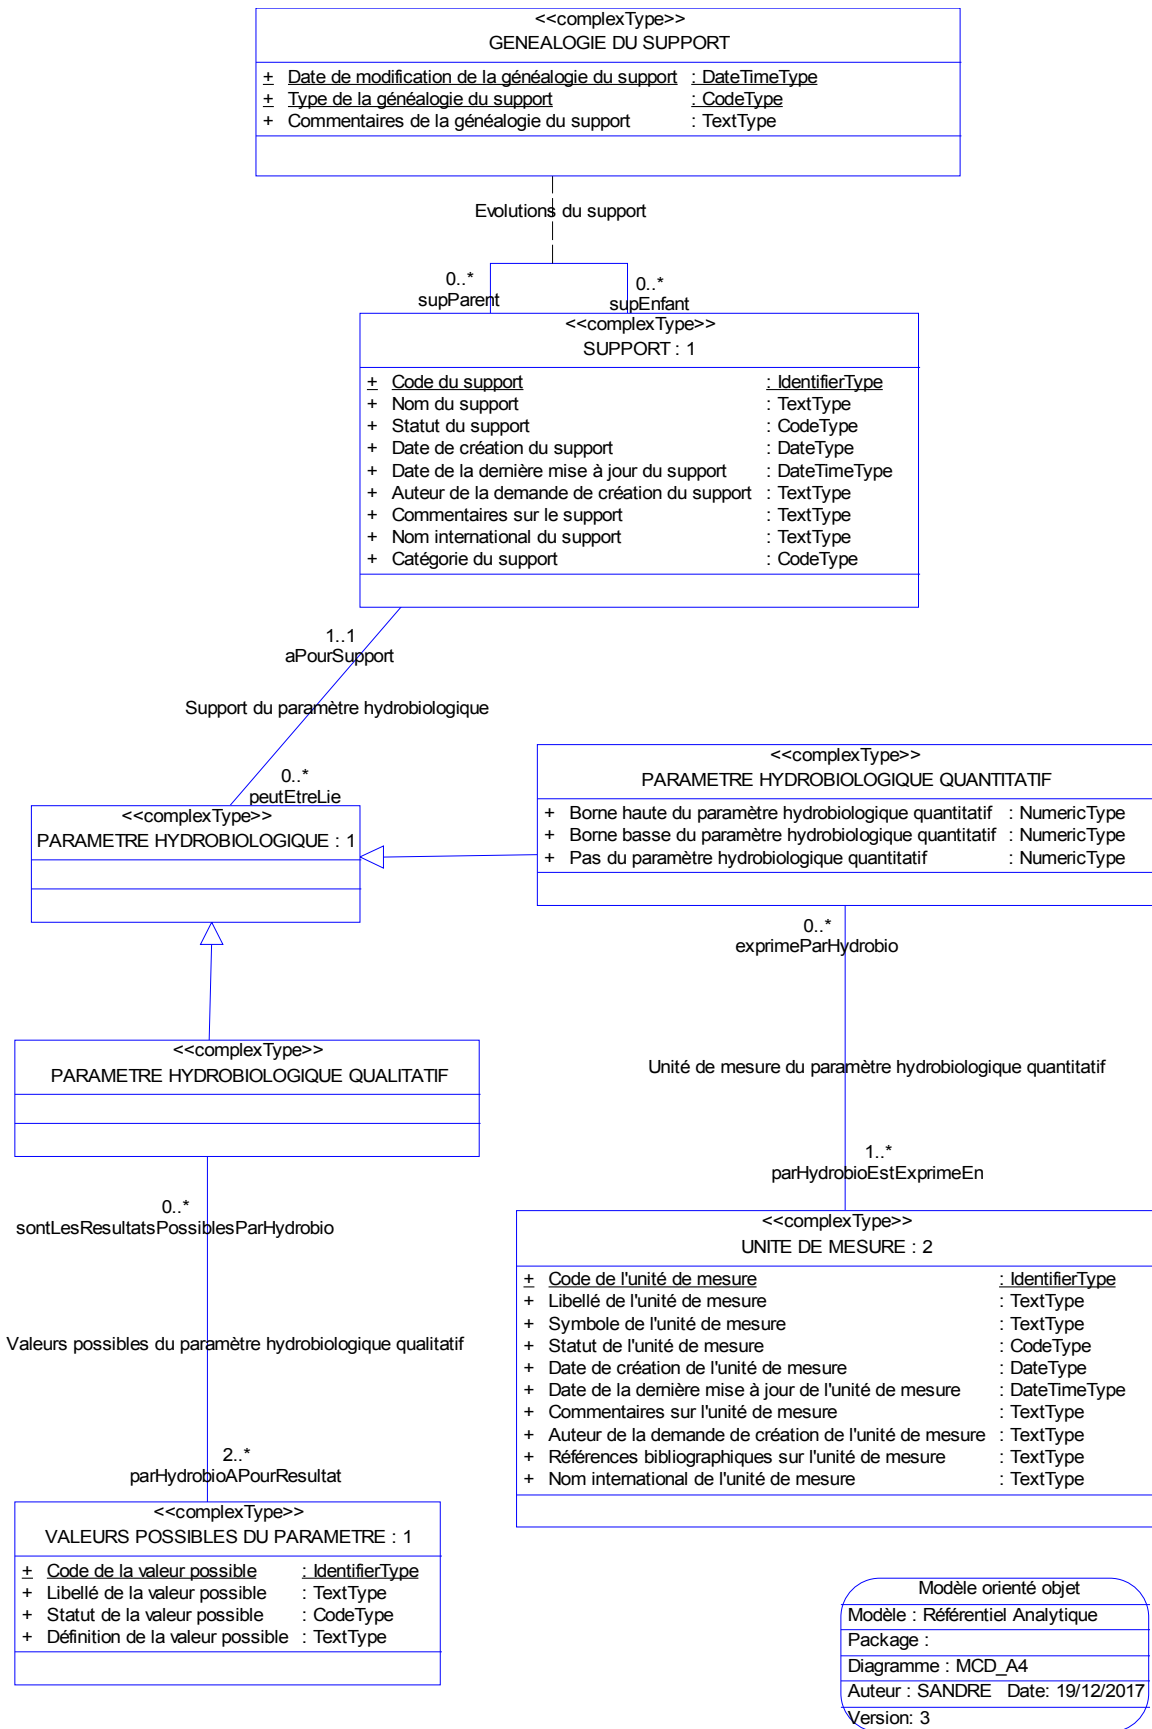 <<complexType>>
GENEALOGIE DU SUPPORT
+ Date de modification de la généalogie du support : DateTimeType
+ Type de la généalogie du support : CodeType
+ Commentaires de la généalogie du support : TextType
Evolutions du support
0..*
supParent
0..*
supEnfant
<<complexType>>
SUPPORT : 1
+ Code du support : IdentifierType
+ Nom du support : TextType
+ Statut du support : CodeType
+ Date de création du support : DateType
+ Date de la dernière mise à jour du support : DateTimeType
+ Auteur de la demande de création du support : TextType
+ Commentaires sur le support : TextType
+ Nom international du support : TextType
+ Catégorie du support : CodeType
1..1
aPourSupport
Support du paramètre hydrobiologique
0..*
peutEtreLie
<<complexType>>
PARAMETRE HYDROBIOLOGIQUE : 1
<<complexType>>
PARAMETRE HYDROBIOLOGIQUE QUANTITATIF
+ Borne haute du paramètre hydrobiologique quantitatif : NumericType
+ Borne basse du paramètre hydrobiologique quantitatif : NumericType
+ Pas du paramètre hydrobiologique quantitatif : NumericType
0..*
exprimeParHydrobio
<<complexType>>
PARAMETRE HYDROBIOLOGIQUE QUALITATIF
Unité de mesure du paramètre hydrobiologique quantitatif
1..*
parHydrobioEstExprimeEn
0..*
sontLesResultatsPossiblesParHydrobio
<<complexType>>
UNITE DE MESURE : 2
+ Code de l'unité de mesure : IdentifierType
+ Libellé de l'unité de mesure : TextType
+ Symbole de l'unité de mesure : TextType
+ Statut de l'unité de mesure : CodeType
+ Date de création de l'unité de mesure : DateType
+ Date de la dernière mise à jour de l'unité de mesure : DateTimeType
+ Commentaires sur l'unité de mesure : TextType
+ Auteur de la demande de création de l'unité de mesure : TextType
+ Références bibliographiques sur l'unité de mesure : TextType
+ Nom international de l'unité de mesure : TextType
Valeurs possibles du paramètre hydrobiologique qualitatif
2..*
parHydrobioAPourResultat
<<complexType>>
VALEURS POSSIBLES DU PARAMETRE : 1
+ Code de la valeur possible : IdentifierType
+ Libellé de la valeur possible : TextType
+ Statut de la valeur possible : CodeType
+ Définition de la valeur possible : TextType
Modèle orienté objet
Modèle : Référentiel Analytique
Package :
Diagramme : MCD_A4
Auteur : SANDRE Date: 19/12/2017
Version: 3